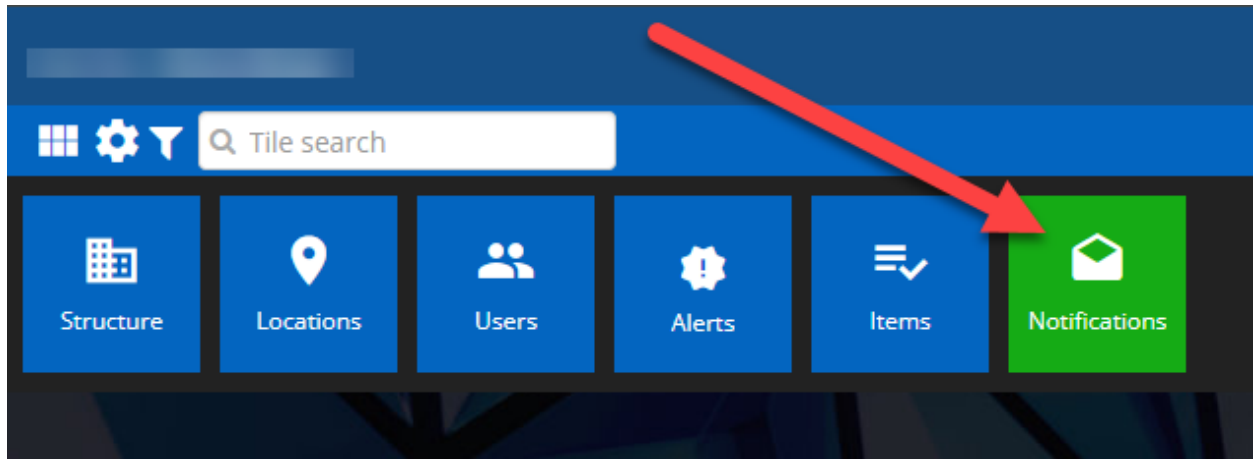 Tile search
Structure
Locations
Users
Alerts
Items
Notifications